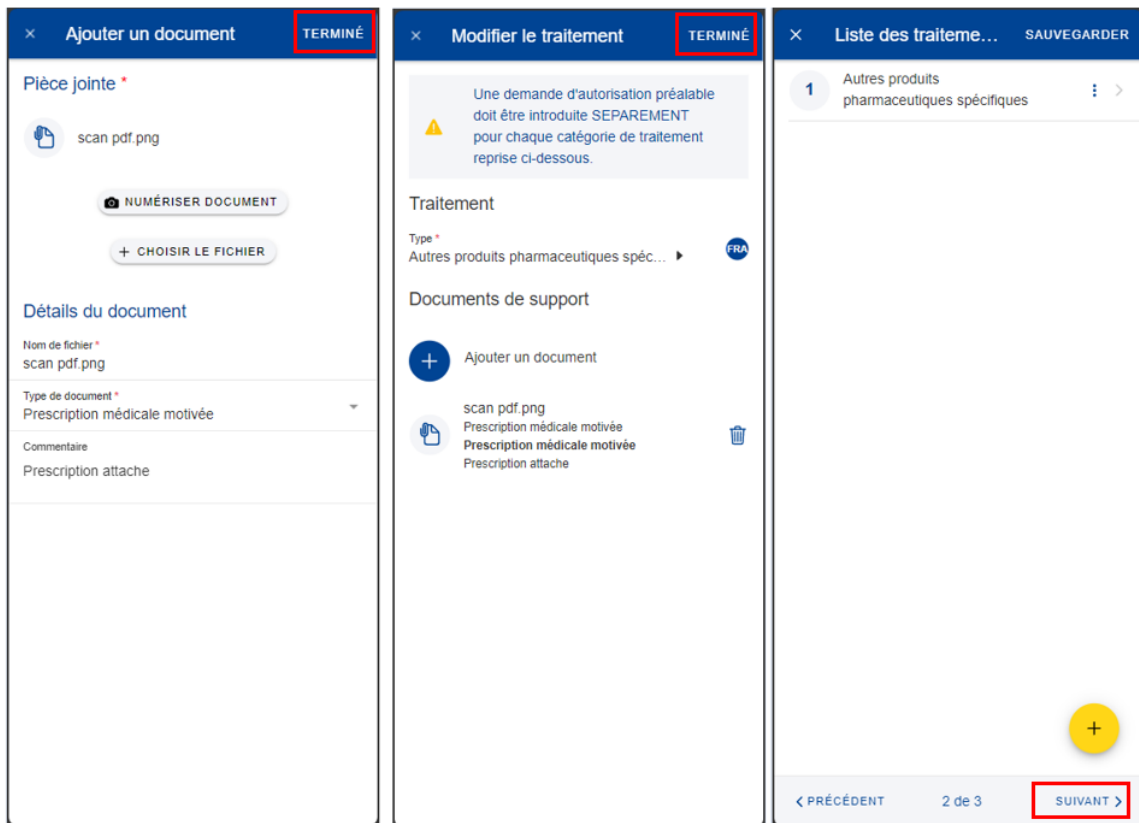 × Ajouter un document TERMINÉ
Pièce jointe *
scan pdf.png
NUMÉRISER DOCUMENT
+ CHOISIR LE FICHIER
Détails du document
Nom de fichier *
scan pdf.png
Type de document *
Prescription médicale motivée
Commentaire
Prescription attache
× Modifier le traitement TERMINÉ
Une demande d'autorisation préalable
doit être introduite SEPAREMENT
pour chaque catégorie de traitement
reprise ci-dessous.
Traitement
Type *
Autres produits pharmaceutiques spéc... FRA
Documents de support
+ Ajouter un document
scan pdf.png
Prescription médicale motivée
Prescription médicale motivée
Prescription attache
× Liste des traiteme... SAUVEGARDER
1 Autres produits
pharmaceutiques spécifiques
+
< PRÉCÉDENT 2 de 3 SUIVANT >